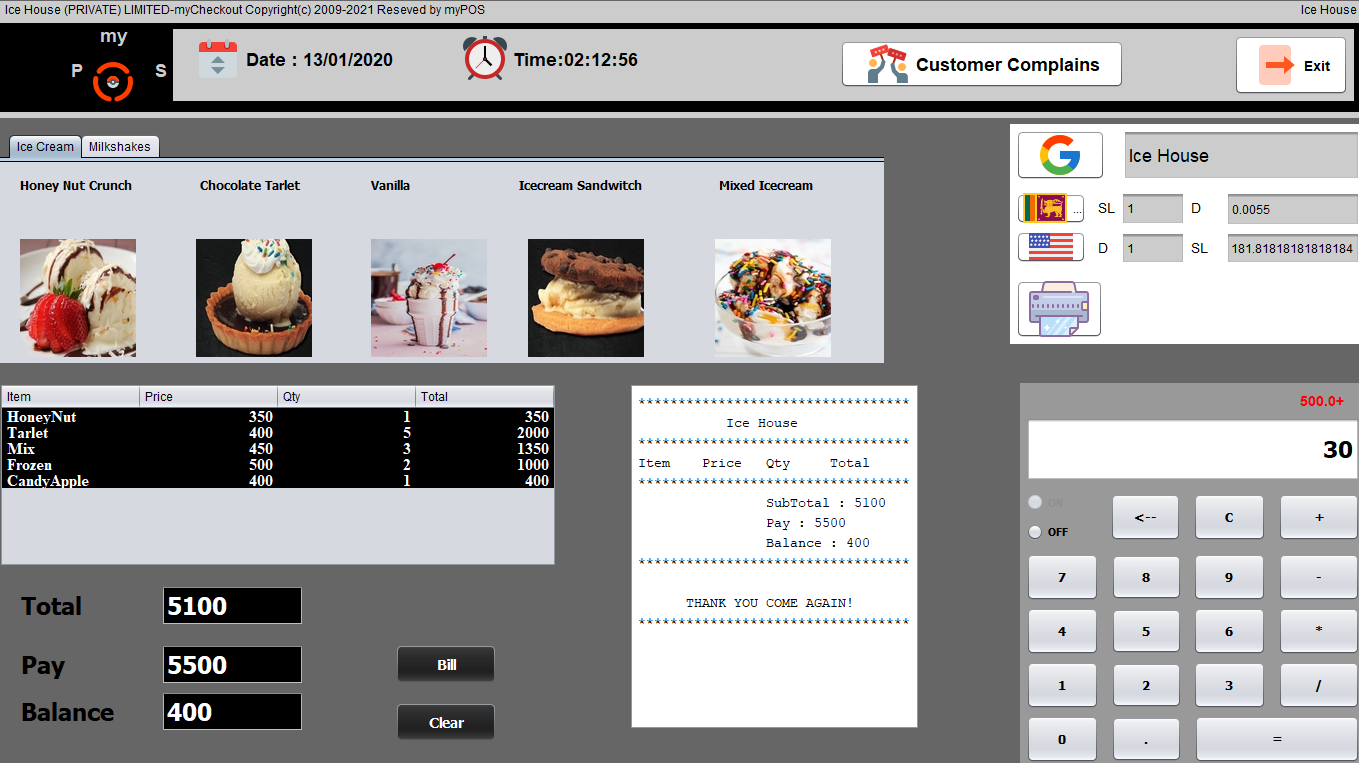 Ice House (PRIVATE) LIMITED-myCheckout Copyright(c) 2009-2021 Reseved by myPOS Ice House
my
P S
Date : 13/01/2020 Time:02:12:56 Customer Complains Exit
Ice Cream Milkshakes
Honey Nut Crunch Chocolate Tarlet Vanilla Icecream Sandwitch Mixed Icecream
Ice House
... SL 1 D 0.0055
D 1 SL 181.81818181818184
Item Price Qty Total
HoneyNut 350 1 350
Tarlet 400 5 2000
Mix 450 3 1350
Frozen 500 2 1000
CandyApple 400 1 400
Total 5100
Pay 5500
Balance 400
Bill
Clear
**********************************
Ice House
**********************************
Item Price Qty Total
**********************************
SubTotal : 5100
Pay : 5500
Balance : 400
**********************************
THANK YOU COME AGAIN!
**********************************
500.0+
30
ON
OFF
<-- C +
7 8 9 -
4 5 6 *
1 2 3 /
0 . =